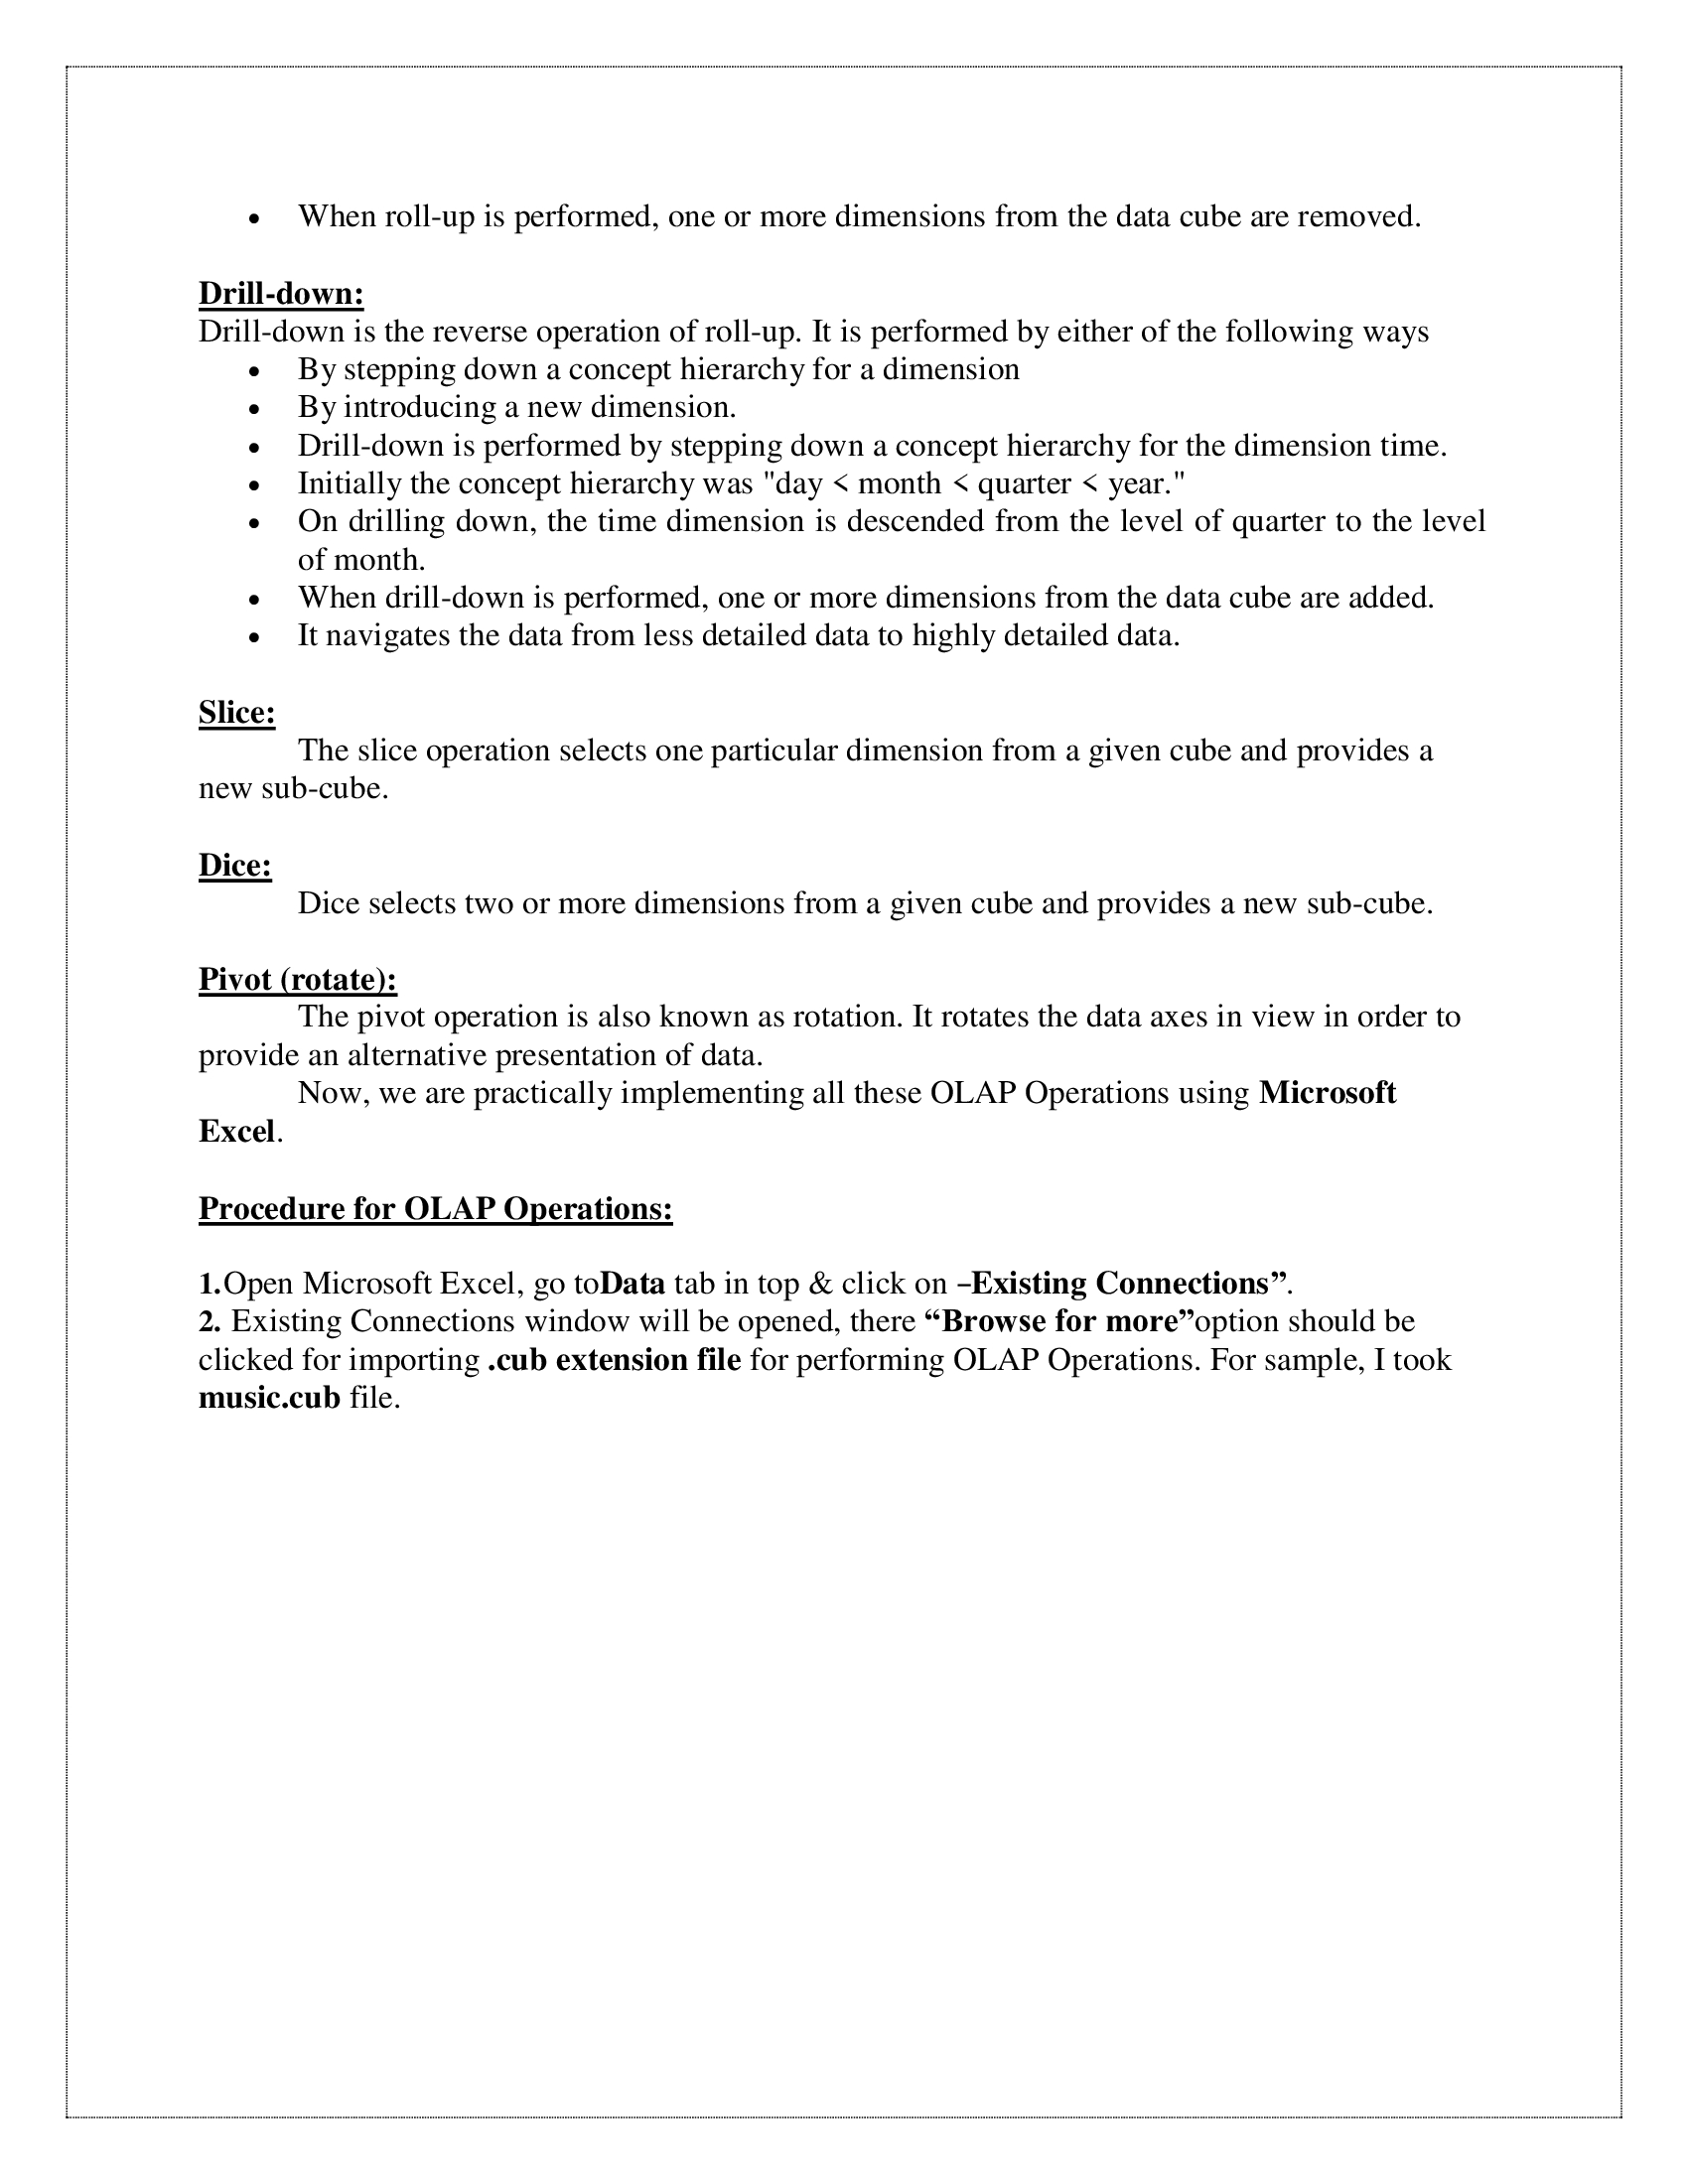 • When roll-up is performed, one or more dimensions from the data cube are removed.
Drill-down:
Drill-down is the reverse operation of roll-up. It is performed by either of the following ways
• By stepping down a concept hierarchy for a dimension
• By introducing a new dimension.
• Drill-down is performed by stepping down a concept hierarchy for the dimension time.
• Initially the concept hierarchy was "day < month < quarter < year."
• On drilling down, the time dimension is descended from the level of quarter to the level
of month.
• When drill-down is performed, one or more dimensions from the data cube are added.
• It navigates the data from less detailed data to highly detailed data.
Slice:
The slice operation selects one particular dimension from a given cube and provides a
new sub-cube.
Dice:
Dice selects two or more dimensions from a given cube and provides a new sub-cube.
Pivot (rotate):
The pivot operation is also known as rotation. It rotates the data axes in view in order to
provide an alternative presentation of data.
Now, we are practically implementing all these OLAP Operations using Microsoft
Excel.
Procedure for OLAP Operations:
1.Open Microsoft Excel, go toData tab in top & click on –Existing Connections”.
2. Existing Connections window will be opened, there “Browse for more”option should be
clicked for importing .cub extension file for performing OLAP Operations. For sample, I took
music.cub file.